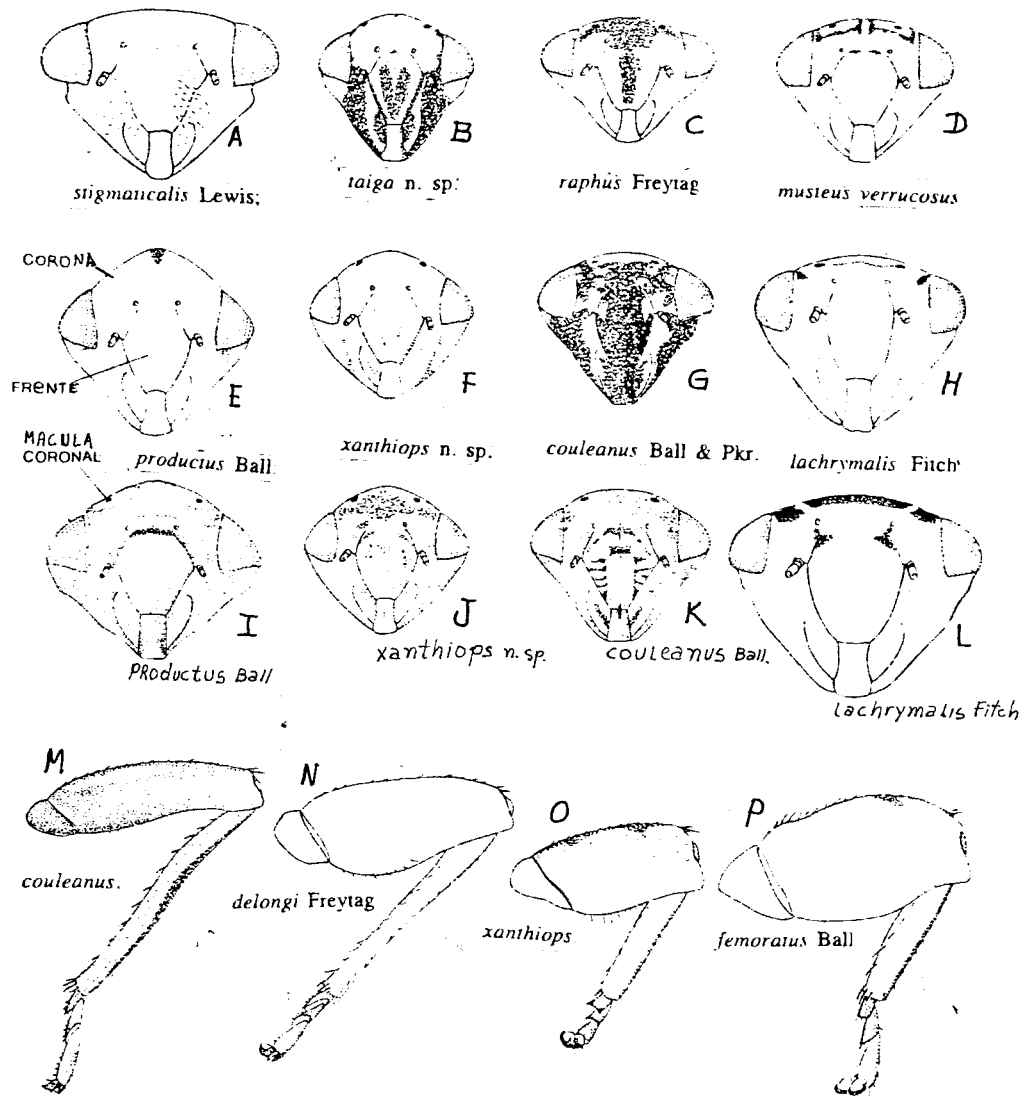 A
B
C
D
stigmaticalis Lewis;
taiga n. sp.
raphus Freytag
musteus verrucosus
CORONA
FRENTE
E
F
G
H
MACULA
CORONAL
productus Ball
xanthiops n. sp.
couleanus Ball & Pkr.
lachrymalis Fitch
I
J
K
L
PRODUCTUS Ball
xanthiops n. sp.
COULEANUS Ball.
lachrymalis Fitch
M
N
O
P
couleanus.
delongi Freytag
xanthiops
femoratus Ball